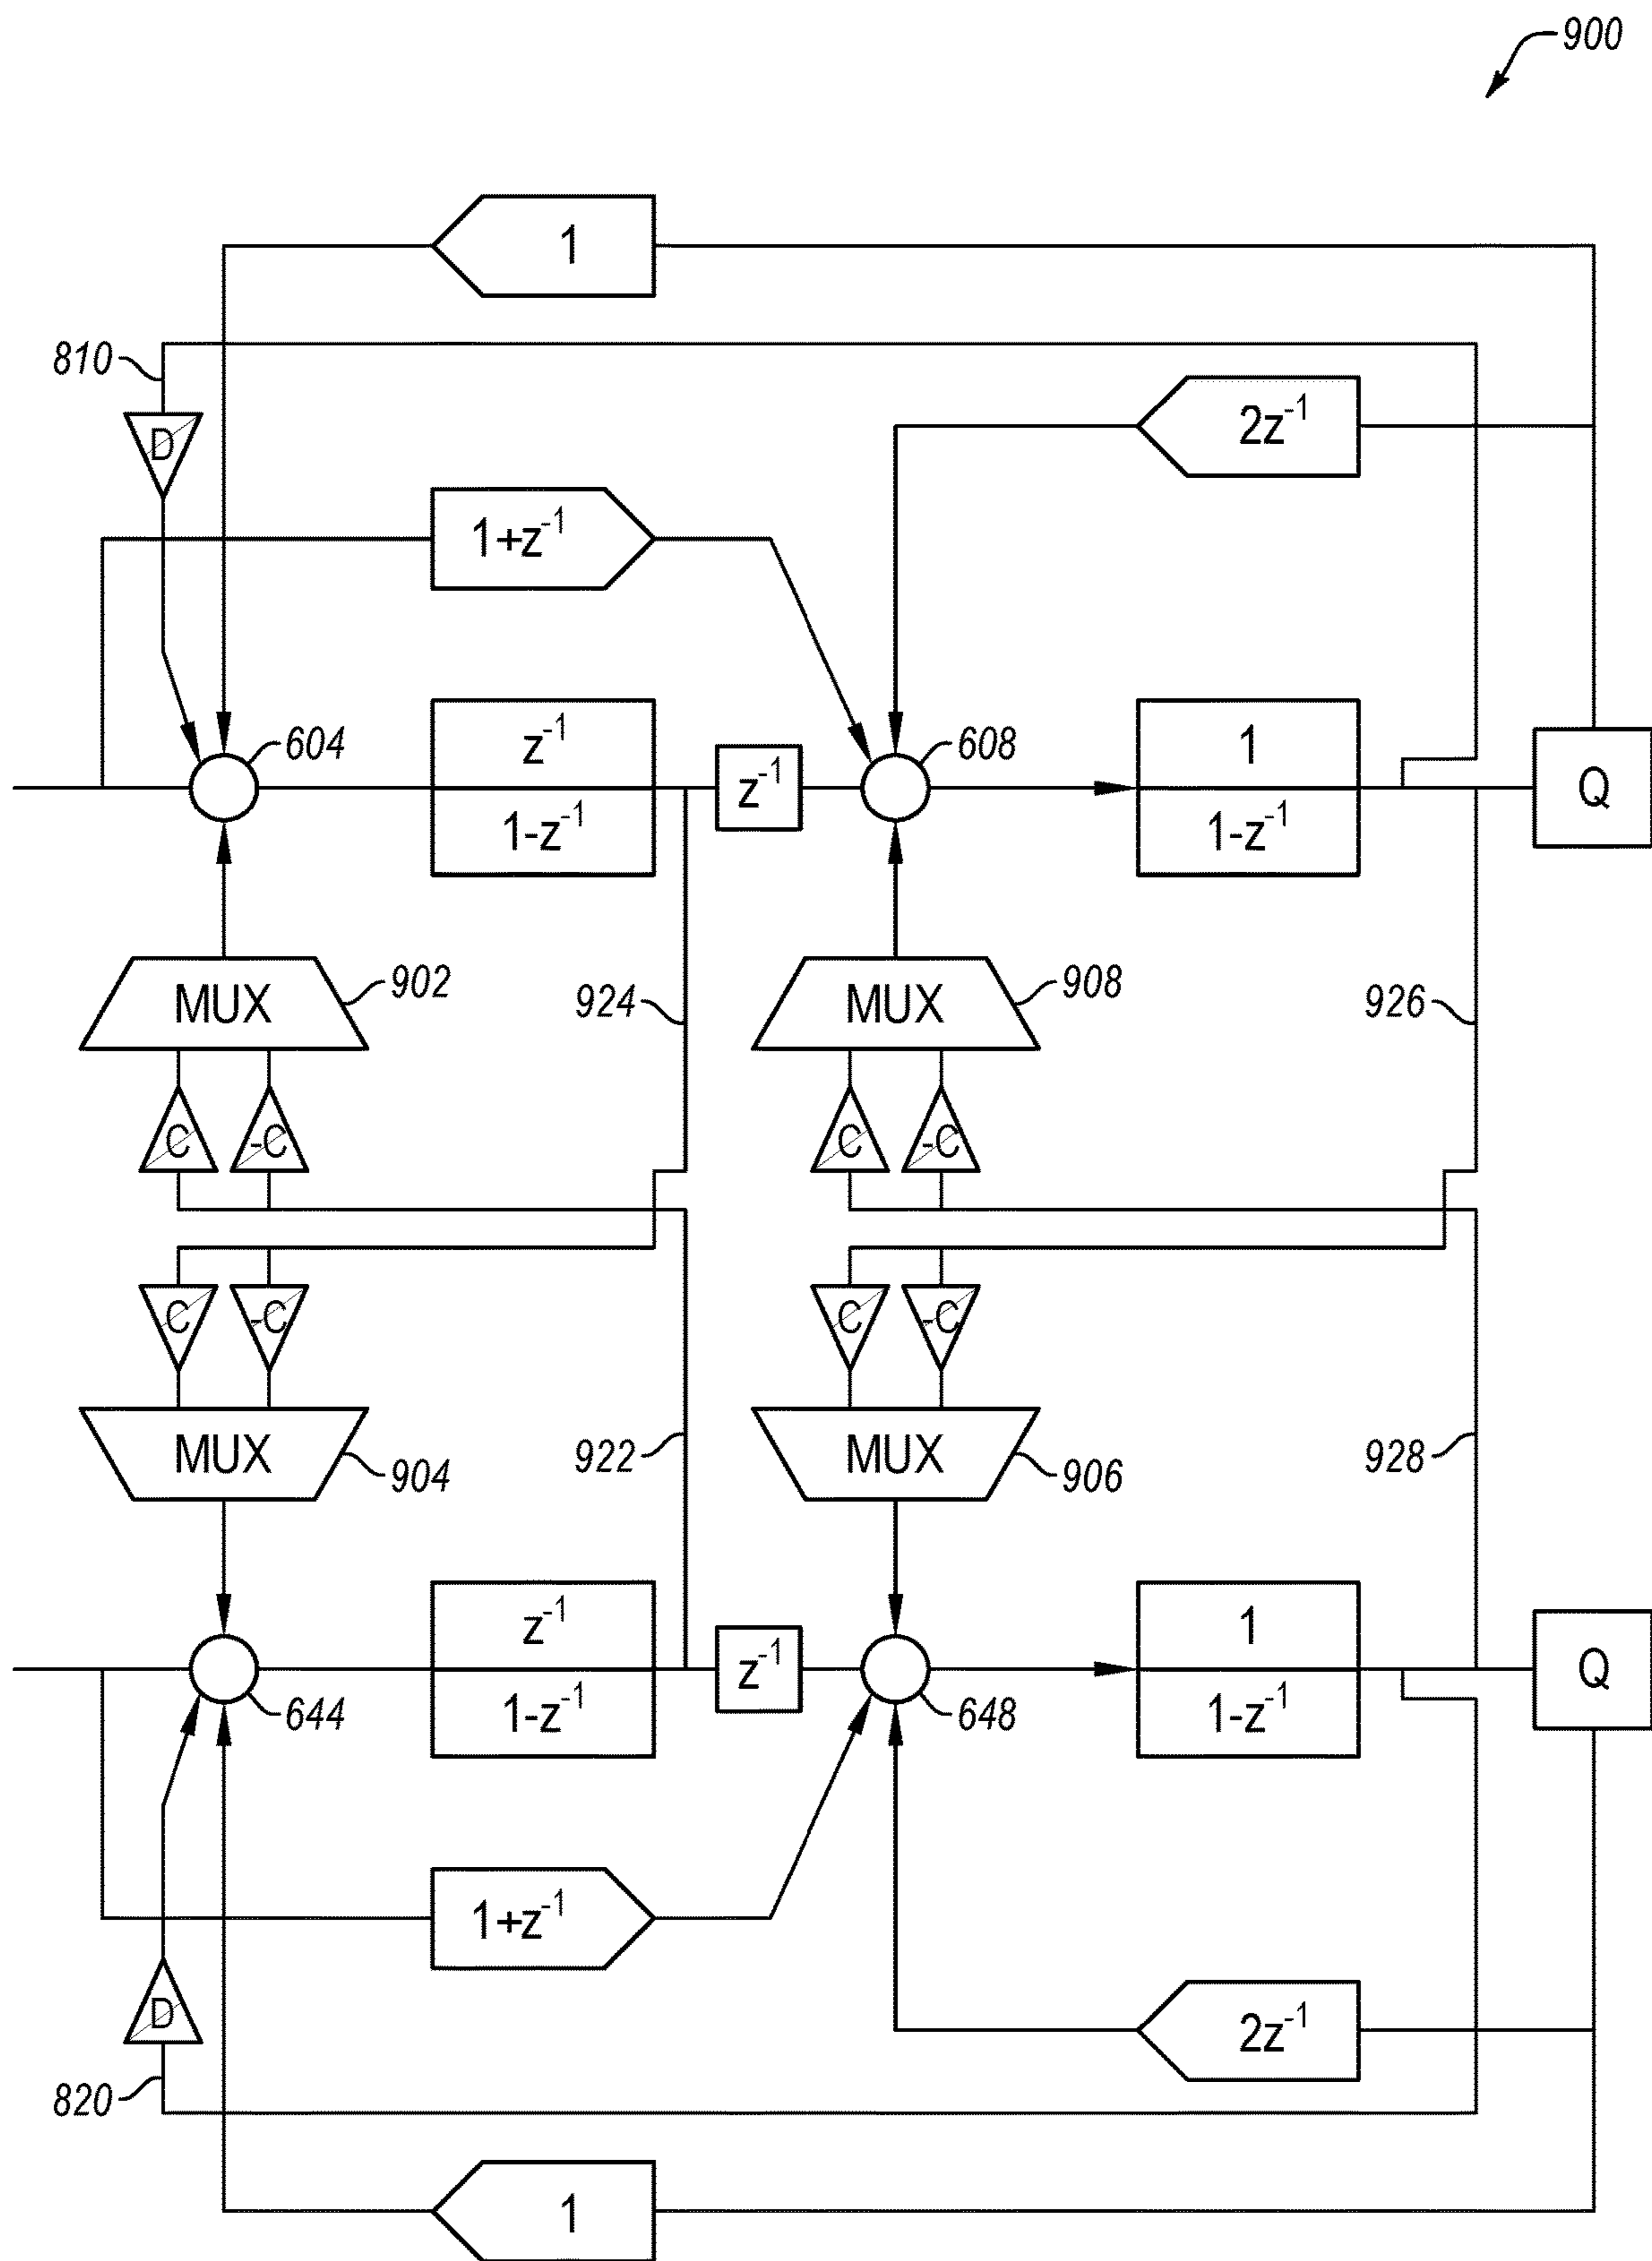 900
1
810
D
2z⁻¹
1+z⁻¹
604
z⁻¹
1-z⁻¹
z⁻¹
608
1
1-z⁻¹
Q
MUX
902
924
MUX
908
926
C
-C
C
-C
C
-C
C
-C
MUX
904
922
MUX
906
928
644
z⁻¹
1-z⁻¹
z⁻¹
648
1
1-z⁻¹
Q
1+z⁻¹
D
2z⁻¹
820
1